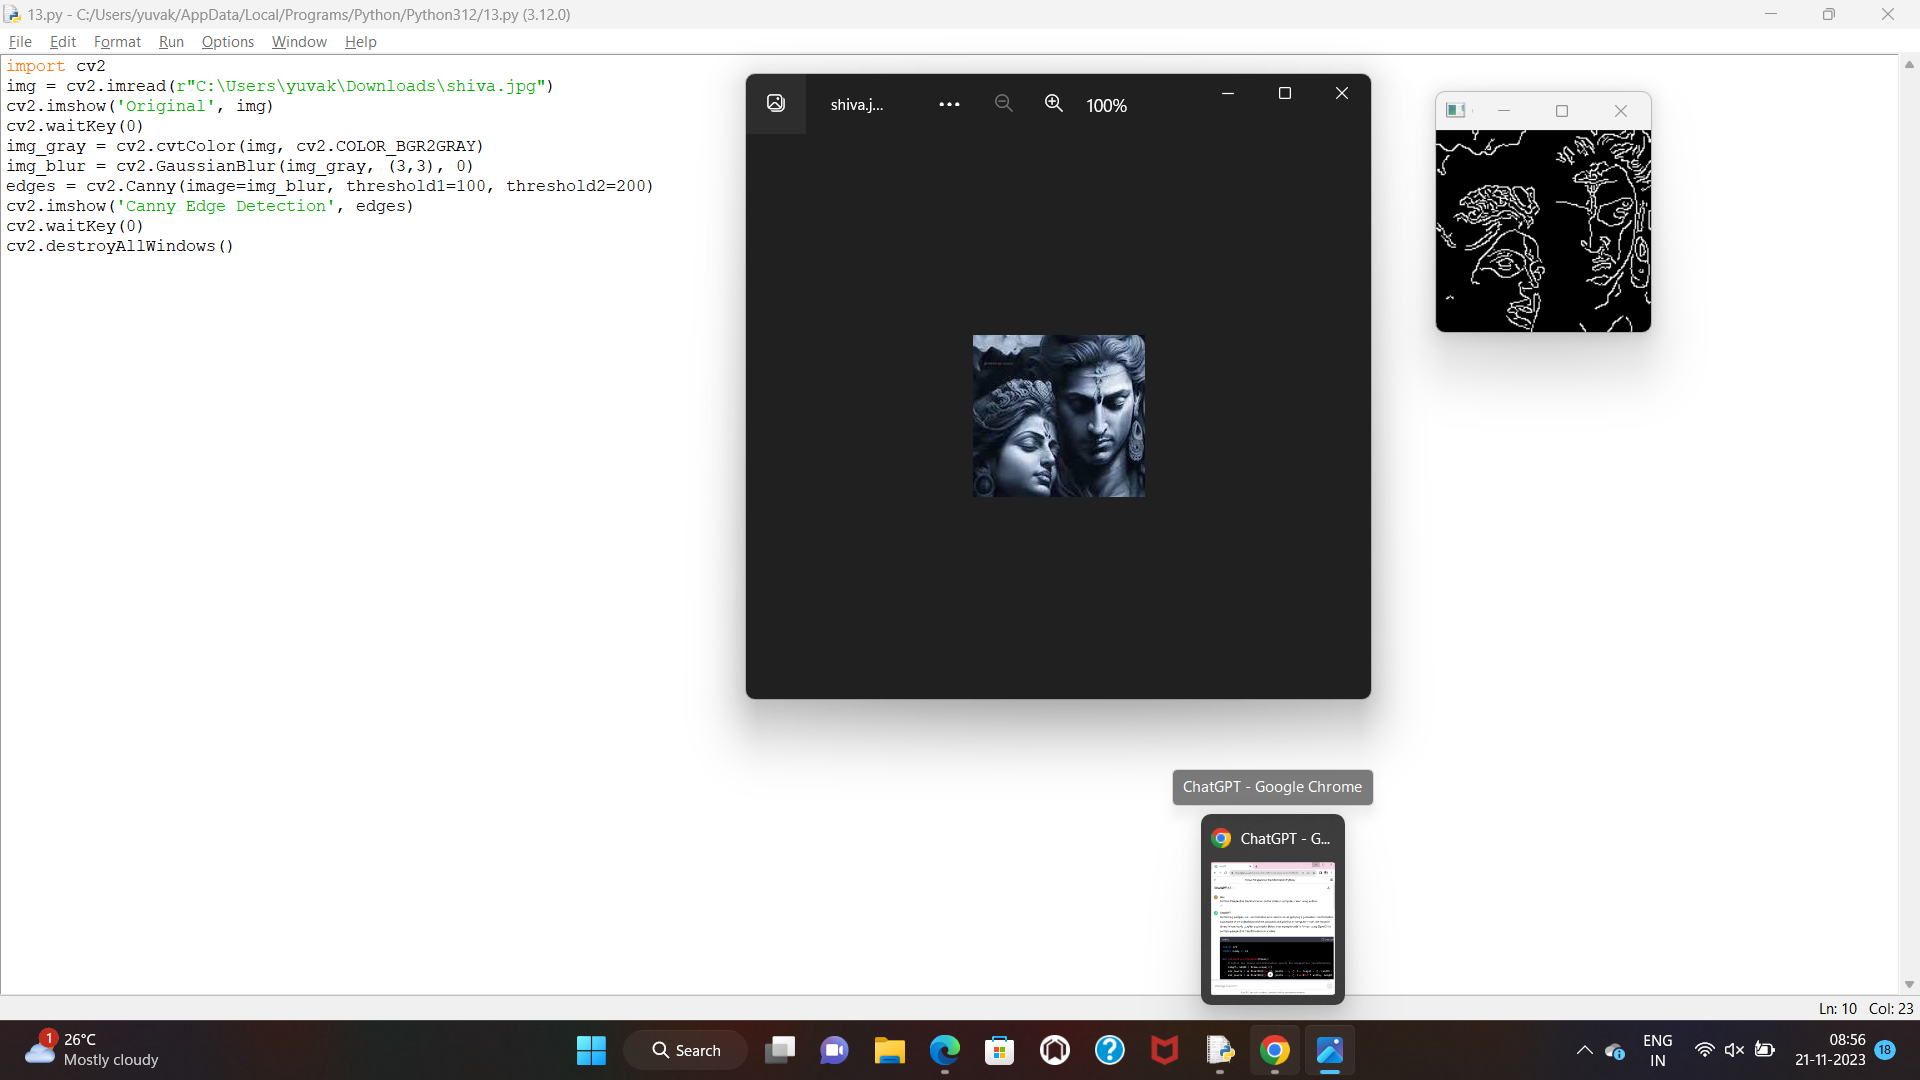 13.py - C:/Users/yuvak/AppData/Local/Programs/Python/Python312/13.py (3.12.0)
File Edit Format Run Options Window Help
import cv2
img = cv2.imread(r"C:\Users\yuvak\Downloads\shiva.jpg")
cv2.imshow('Original', img)
cv2.waitKey(0)
img_gray = cv2.cvtColor(img, cv2.COLOR_BGR2GRAY)
img_blur = cv2.GaussianBlur(img_gray, (3,3), 0)
edges = cv2.Canny(image=img_blur, threshold1=100, threshold2=200)
cv2.imshow('Canny Edge Detection', edges)
cv2.waitKey(0)
cv2.destroyAllWindows()
shiva.j...
100%
ChatGPT - Google Chrome
ChatGPT - G...
Ln: 10 Col: 23
1
26°C
Mostly cloudy
Search
ENG
IN
08:56
21-11-2023
18